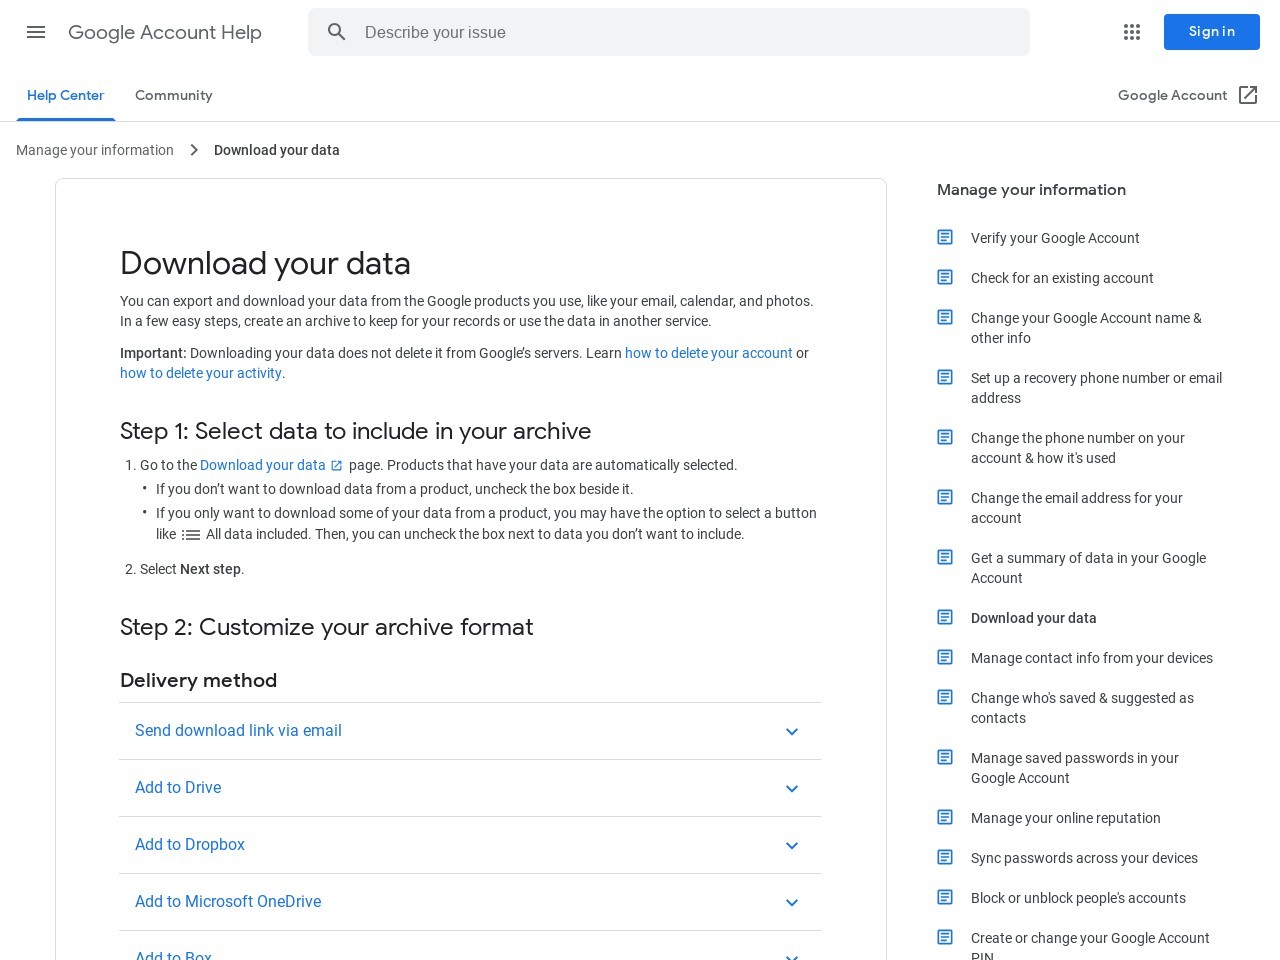 Google Account Help
Describe your issue
Sign in
Help Center
Community
Google Account
Manage your information
Download your data
Download your data
You can export and download your data from the Google products you use, like your email, calendar, and photos.
In a few easy steps, create an archive to keep for your records or use the data in another service.
Important: Downloading your data does not delete it from Google’s servers. Learn how to delete your account or
how to delete your activity.
Step 1: Select data to include in your archive
1. Go to the Download your data page. Products that have your data are automatically selected.
• If you don’t want to download data from a product, uncheck the box beside it.
• If you only want to download some of your data from a product, you may have the option to select a button
like All data included. Then, you can uncheck the box next to data you don’t want to include.
2. Select Next step.
Step 2: Customize your archive format
Delivery method
Send download link via email
Add to Drive
Add to Dropbox
Add to Microsoft OneDrive
Add to Box
Manage your information
Verify your Google Account
Check for an existing account
Change your Google Account name &
other info
Set up a recovery phone number or email
address
Change the phone number on your
account & how it's used
Change the email address for your
account
Get a summary of data in your Google
Account
Download your data
Manage contact info from your devices
Change who's saved & suggested as
contacts
Manage saved passwords in your
Google Account
Manage your online reputation
Sync passwords across your devices
Block or unblock people's accounts
Create or change your Google Account
PIN